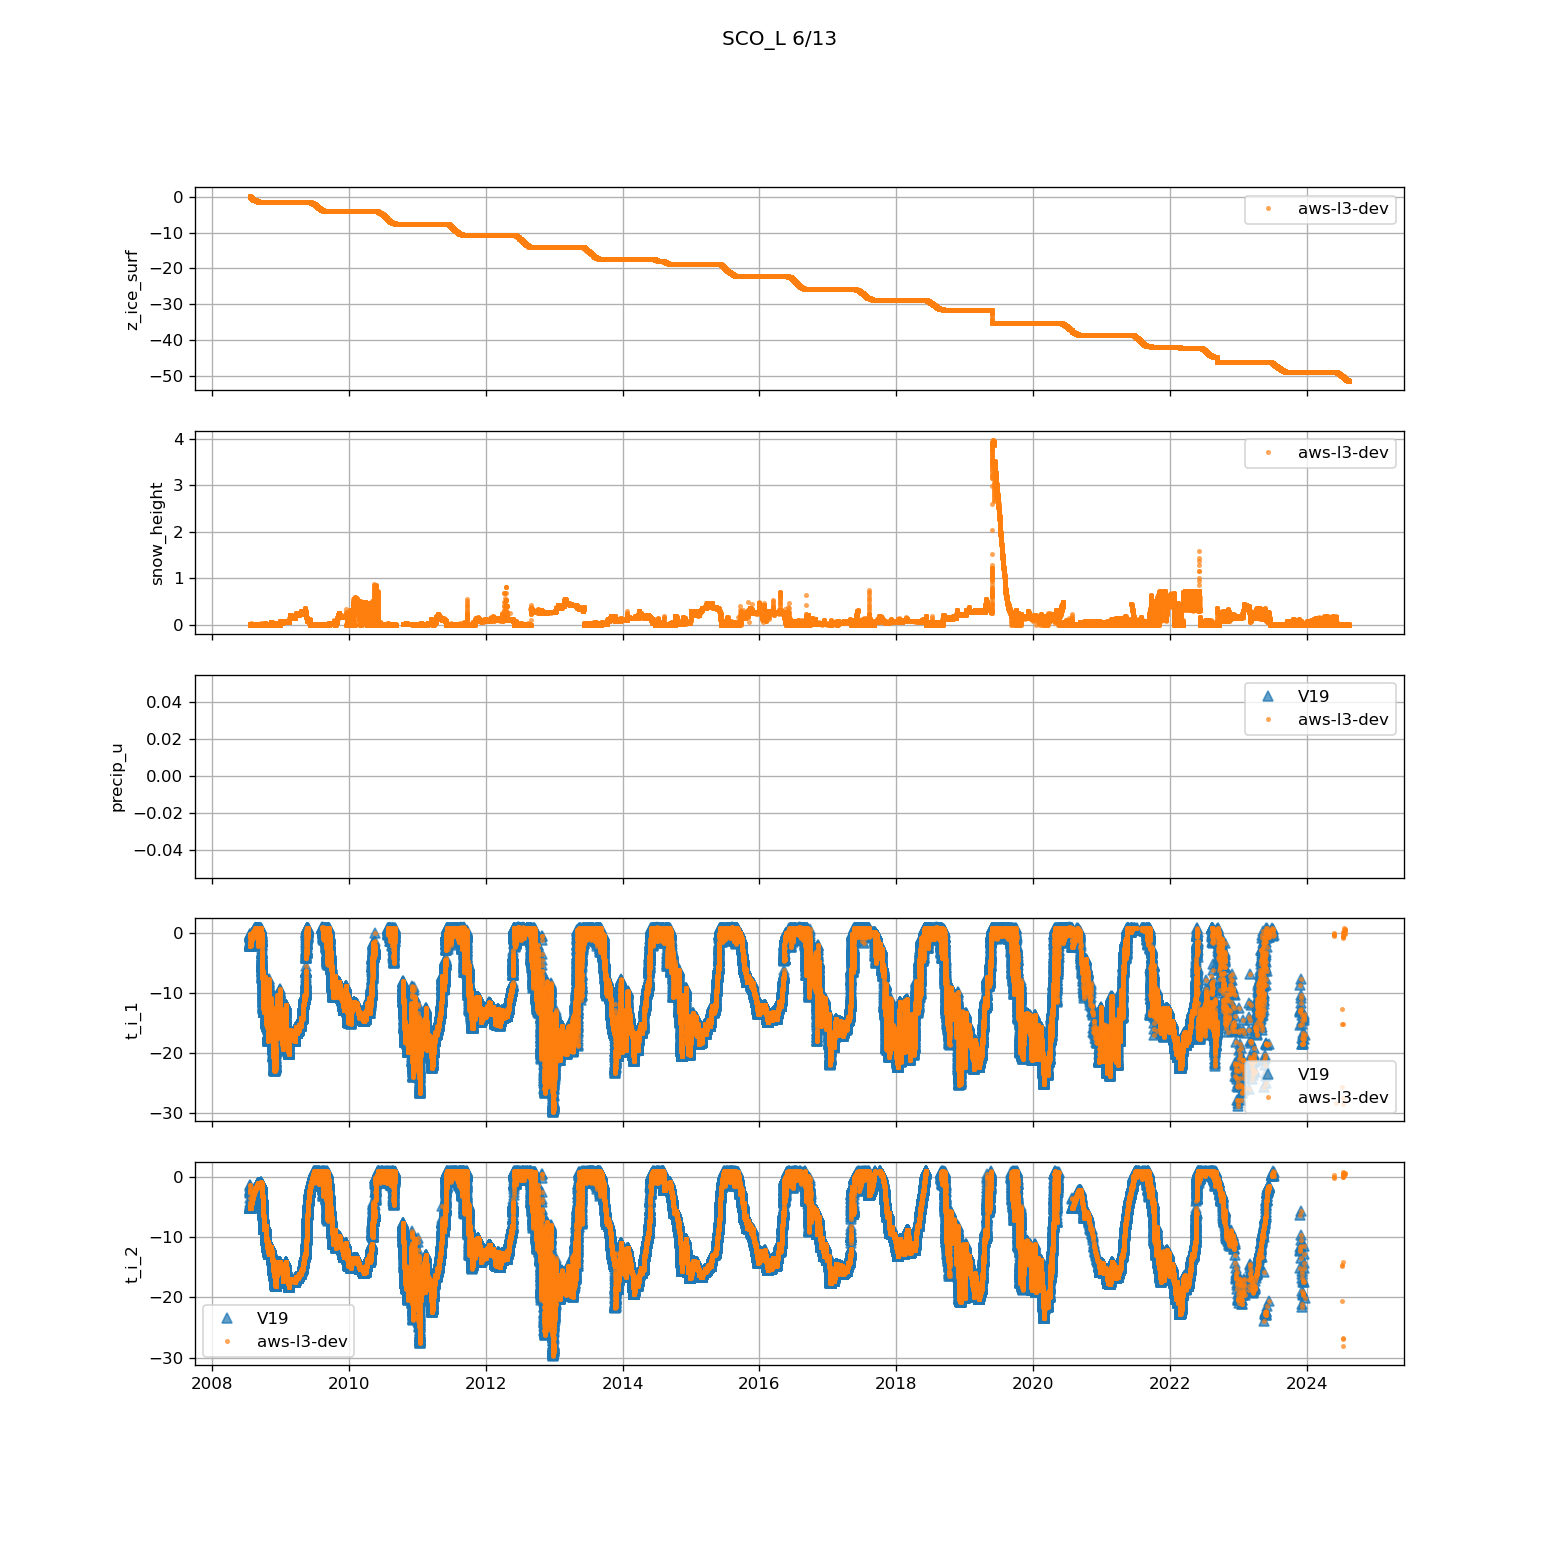 SCO_L 6/13
z_ice_surf
0
−10
−20
−30
−40
−50
aws-l3-dev
snow_height
4
3
2
1
0
aws-l3-dev
precip_u
0.04
0.02
0.00
−0.02
−0.04
V19
aws-l3-dev
t_i_1
0
−10
−20
−30
V19
aws-l3-dev
t_i_2
0
−10
−20
−30
V19
aws-l3-dev
2008 2010 2012 2014 2016 2018 2020 2022 2024